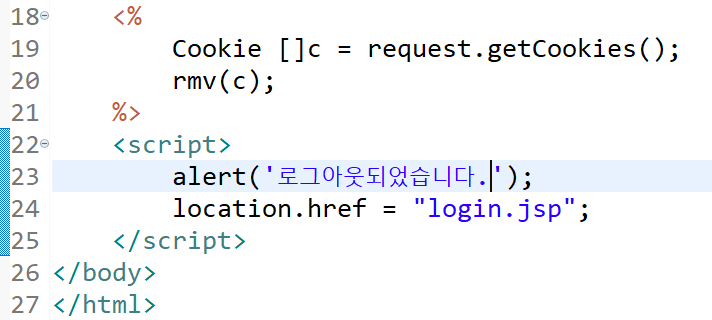 18 <%
19 Cookie []c = request.getCookies();
20 rmv(c);
21 %>
22 <script>
23 alert('로그아웃되었습니다.');
24 location.href = "login.jsp";
25 </script>
26 </body>
27 </html>